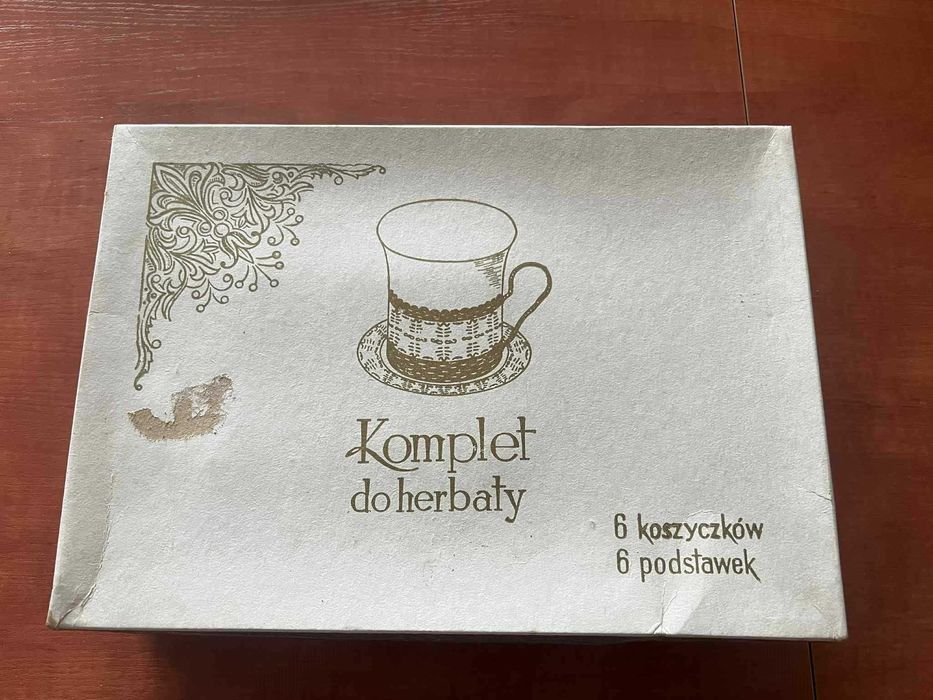 Komplet
do herbaty
6 koszyczków
6 podstawek